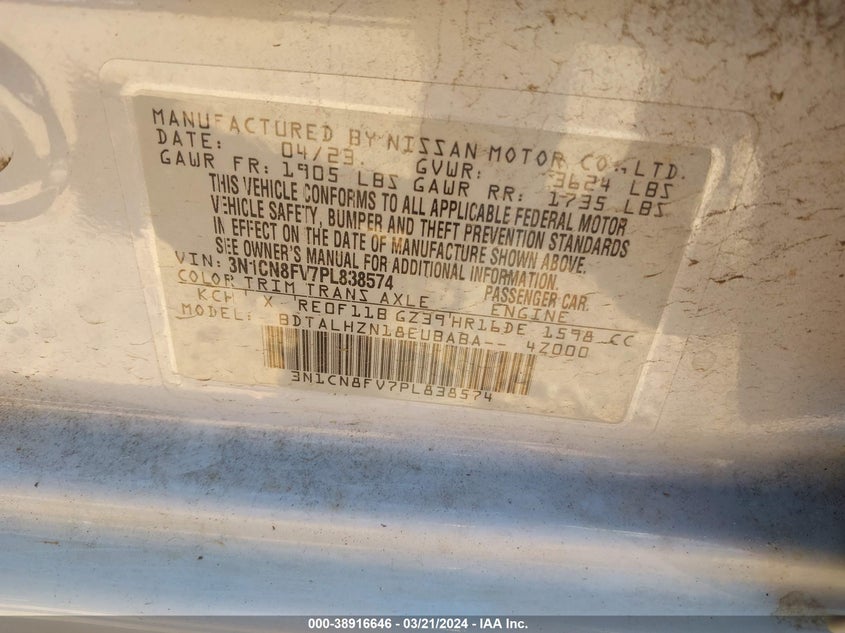 MANUFACTURED BY NISSAN MOTOR CO., LTD.
DATE: 04/23. GVWR: 3624 LBS
GAWR FR: 1905 LBS GAWR RR: 1735 LBS
THIS VEHICLE CONFORMS TO ALL APPLICABLE FEDERAL MOTOR
VEHICLE SAFETY, BUMPER AND THEFT PREVENTION STANDARDS
IN EFFECT ON THE DATE OF MANUFACTURE SHOWN ABOVE.
SEE OWNER'S MANUAL FOR ADDITIONAL INFORMATION.
VIN: 3N1CN8FV7PL838574 PASSENGER CAR.
COLOR TRIM TRANS AXLE ENGINE
KCH X RE0F11B GZ39 HR16DE 1598 CC
MODEL: BDTALHZN18EUBABA-- 4Z000
3N1CN8FV7PL838574
000-38916646 - 03/21/2024 - IAA Inc.